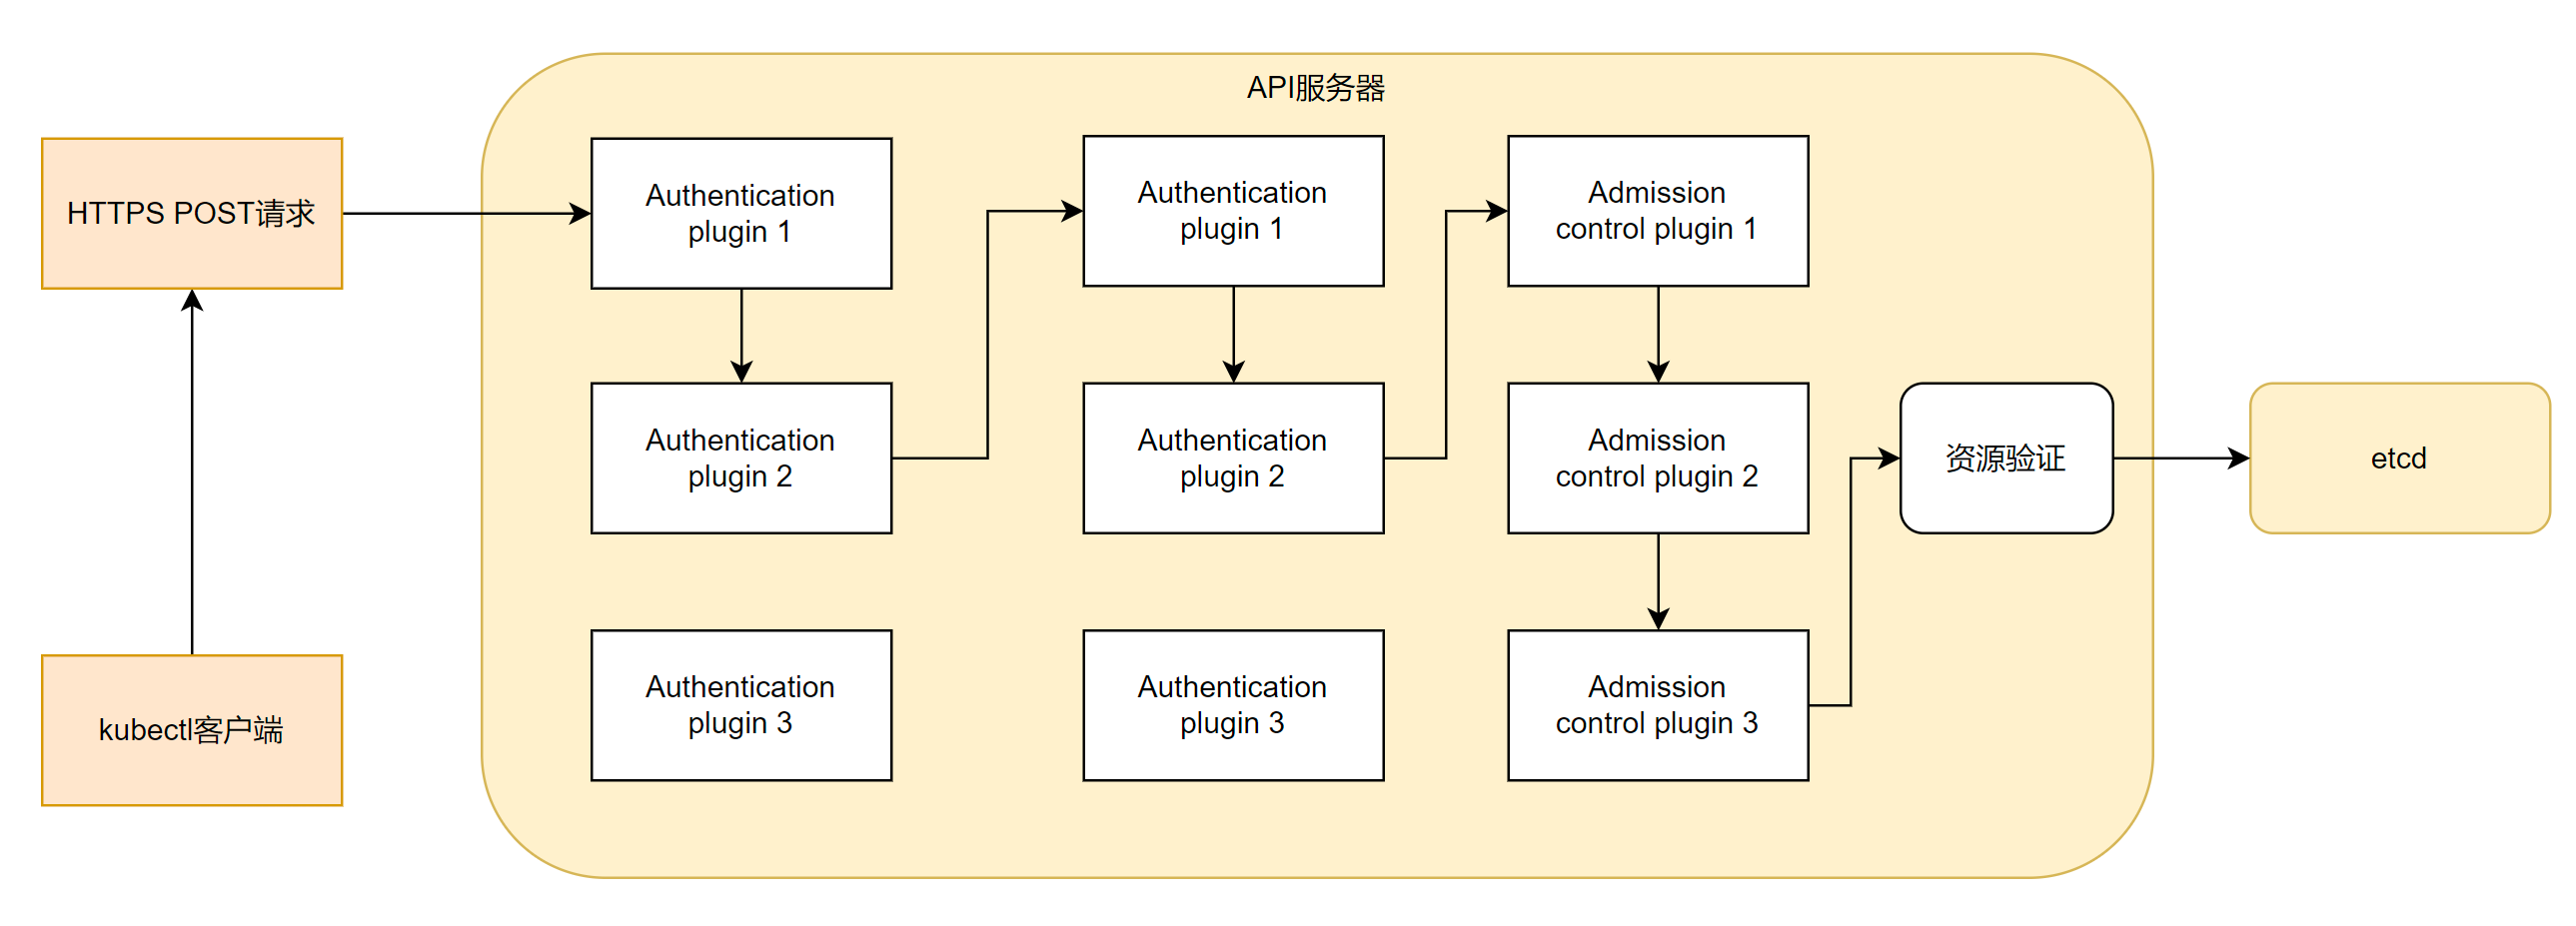 API服务器
HTTPS POST请求
Authentication
plugin 1
Authentication
plugin 1
Admission
control plugin 1
Authentication
plugin 2
Authentication
plugin 2
Admission
control plugin 2
资源验证
etcd
Authentication
plugin 3
Authentication
plugin 3
Admission
control plugin 3
kubectl客户端